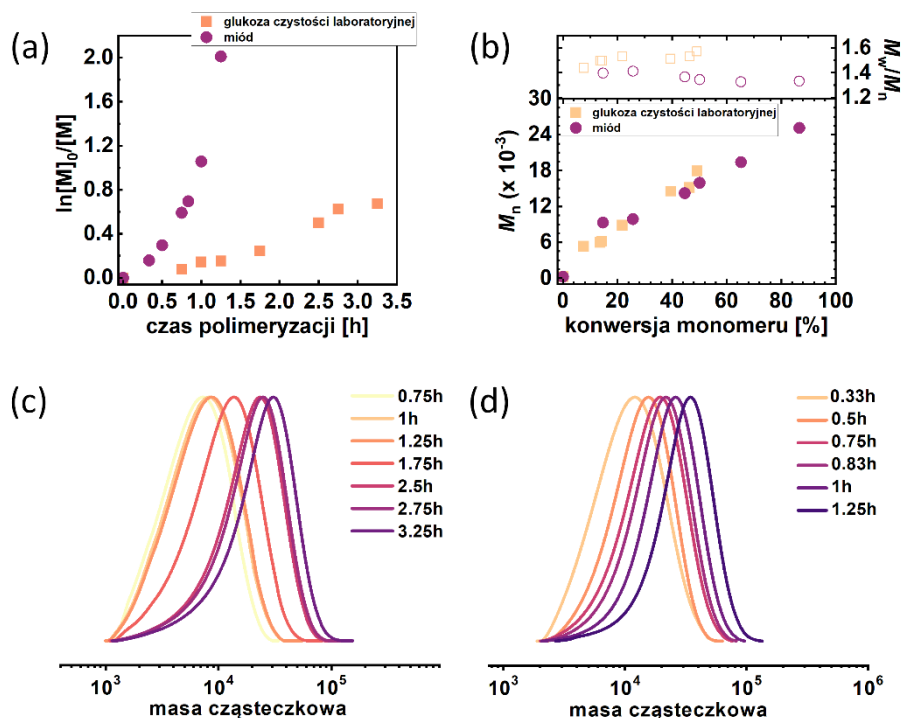 (a)
glukoza czystości laboratoryjnej
miód
ln[M]₀/[M]
2.0
1.6
1.2
0.8
0.4
0.0
0.0 0.5 1.0 1.5 2.0 2.5 3.0 3.5
czas polimeryzacji [h]
(b)
1.6
1.4
1.2
Mw/Mn
glukoza czystości laboratoryjnej
miód
Mn (x 10⁻³)
30
24
18
12
6
0
0 20 40 60 80 100
konwersja monomeru [%]
(c)
0.75h
1h
1.25h
1.75h
2.5h
2.75h
3.25h
10³ 10⁴ 10⁵
masa cząsteczkowa
(d)
0.33h
0.5h
0.75h
0.83h
1h
1.25h
10³ 10⁴ 10⁵ 10⁶
masa cząsteczkowa